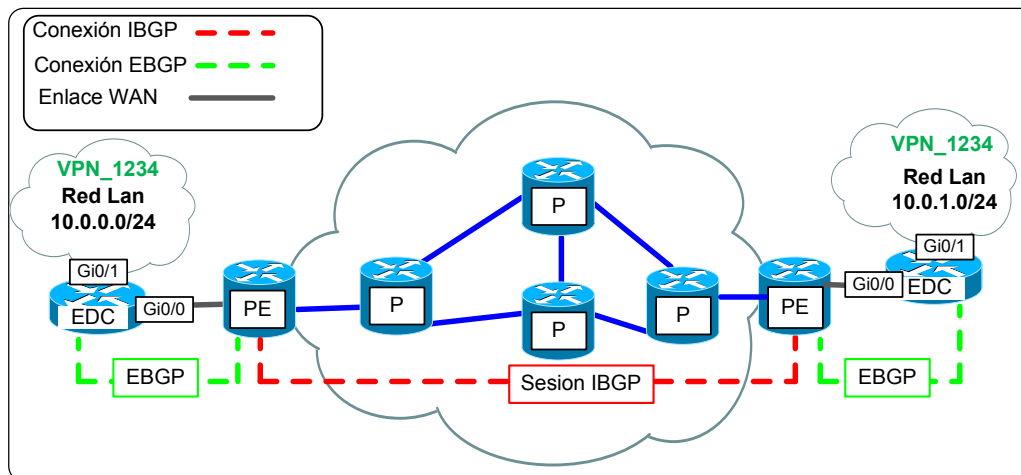 Conexión IBGP
Conexión EBGP
Enlace WAN
VPN_1234
Red Lan
10.0.0.0/24
VPN_1234
Red Lan
10.0.1.0/24
Gi0/1
Gi0/0
EDC
PE
P
P
P
P
PE
Gi0/1
Gi0/0
EDC
EBGP
Sesion IBGP
EBGP